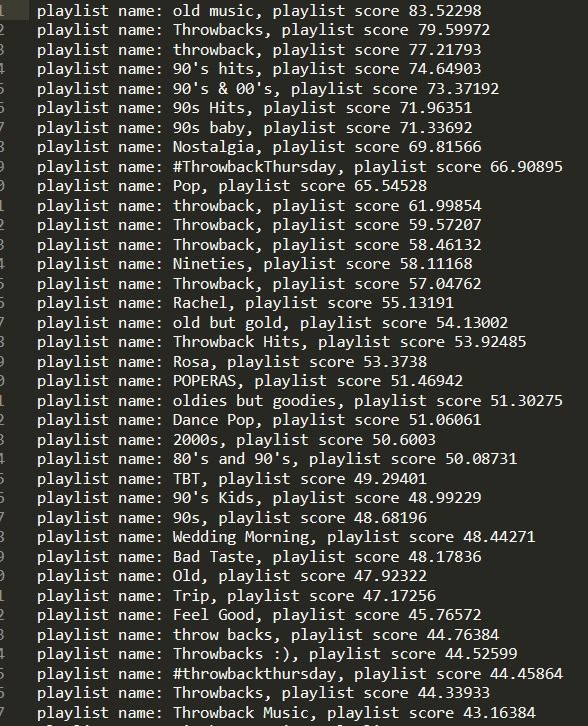 playlist name: old music, playlist score 83.52298
playlist name: Throwbacks, playlist score 79.59972
playlist name: throwback, playlist score 77.21793
playlist name: 90's hits, playlist score 74.64903
playlist name: 90's & 00's, playlist score 73.37192
playlist name: 90s Hits, playlist score 71.96351
playlist name: 90s baby, playlist score 71.33692
playlist name: Nostalgia, playlist score 69.81566
playlist name: #ThrowbackThursday, playlist score 66.90895
playlist name: Pop, playlist score 65.54528
playlist name: throwback, playlist score 61.99854
playlist name: Throwback, playlist score 59.57207
playlist name: Throwback, playlist score 58.46132
playlist name: Nineties, playlist score 58.11168
playlist name: Throwback, playlist score 57.04762
playlist name: Rachel, playlist score 55.13191
playlist name: old but gold, playlist score 54.13002
playlist name: Throwback Hits, playlist score 53.92485
playlist name: Rosa, playlist score 53.3738
playlist name: POPERAS, playlist score 51.46942
playlist name: oldies but goodies, playlist score 51.30275
playlist name: Dance Pop, playlist score 51.06061
playlist name: 2000s, playlist score 50.6003
playlist name: 80's and 90's, playlist score 50.08731
playlist name: TBT, playlist score 49.29401
playlist name: 90's Kids, playlist score 48.99229
playlist name: 90s, playlist score 48.68196
playlist name: Wedding Morning, playlist score 48.44271
playlist name: Bad Taste, playlist score 48.17836
playlist name: Old, playlist score 47.92322
playlist name: Trip, playlist score 47.17256
playlist name: Feel Good, playlist score 45.76572
playlist name: throw backs, playlist score 44.76384
playlist name: Throwbacks :), playlist score 44.52599
playlist name: #throwbackthursday, playlist score 44.45864
playlist name: Throwbacks, playlist score 44.33933
playlist name: Throwback Music, playlist score 43.16384